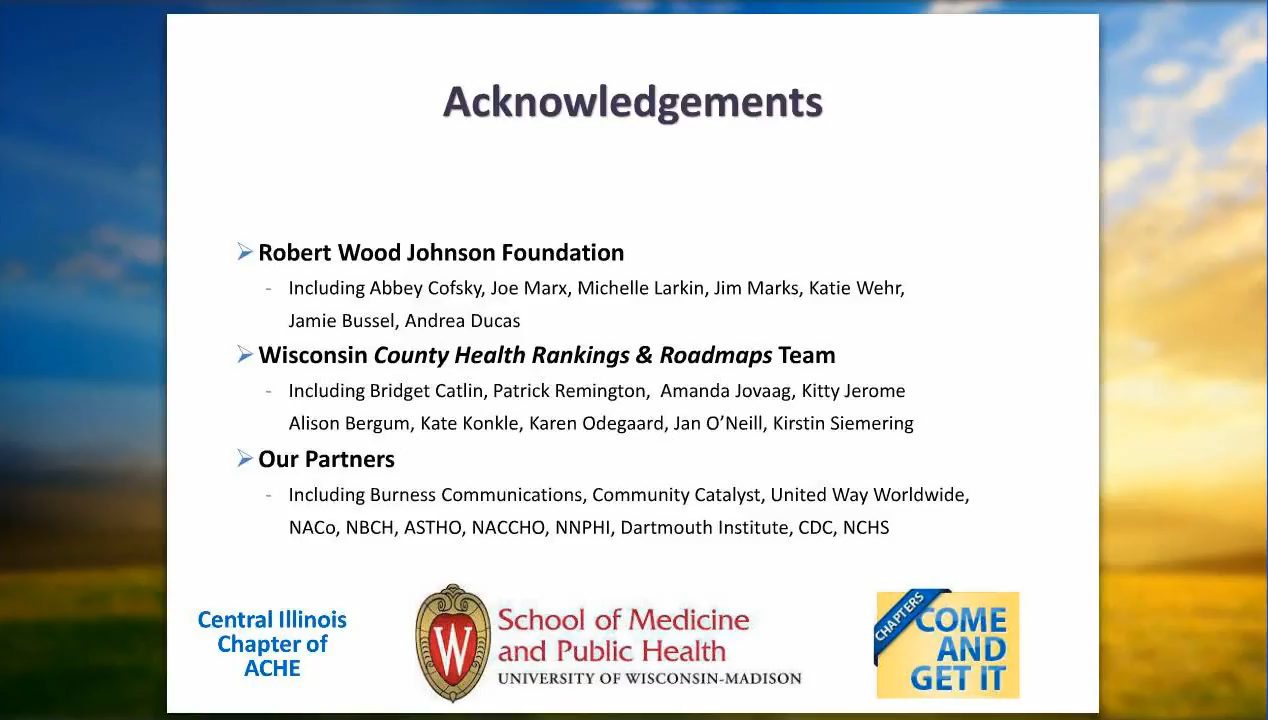 Acknowledgements
Robert Wood Johnson Foundation
- Including Abbey Cofsky, Joe Marx, Michelle Larkin, Jim Marks, Katie Wehr,
Jamie Bussel, Andrea Ducas
Wisconsin County Health Rankings & Roadmaps Team
- Including Bridget Catlin, Patrick Remington,  Amanda Jovaag, Kitty Jerome
Alison Bergum, Kate Konkle, Karen Odegaard, Jan O’Neill, Kirstin Siemering
Our Partners
- Including Burness Communications, Community Catalyst, United Way Worldwide,
NACo, NBCH, ASTHO, NACCHO, NNPHI, Dartmouth Institute, CDC, NCHS
Central Illinois
Chapter of
ACHE
W
School of Medicine
and Public Health
UNIVERSITY OF WISCONSIN-MADISON
CHAPTERS
COME
AND
GET IT